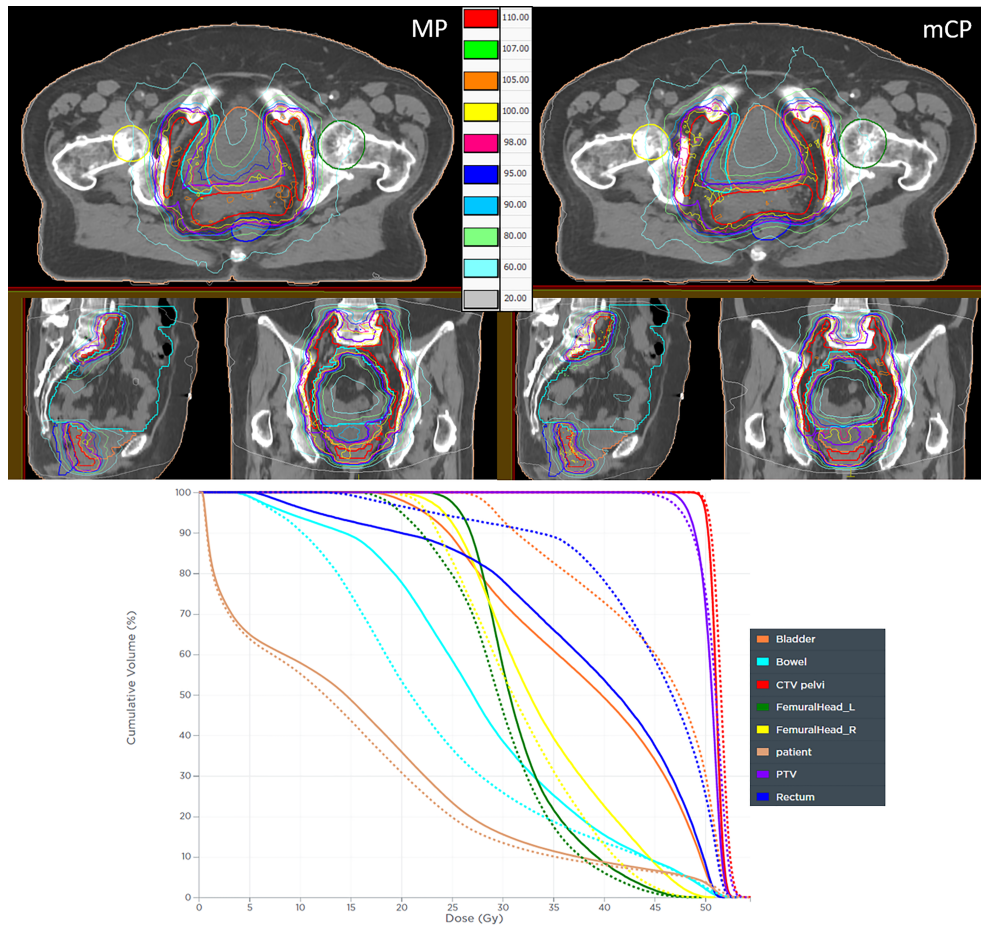 MP
mCP
110.00
107.00
105.00
100.00
98.00
95.00
90.00
80.00
60.00
20.00
100
90
80
70
60
50
40
30
20
10
0
Cumulative Volume (%)
0 5 10 15 20 25 30 35 40 45 50
Dose (Gy)
Bladder
Bowel
CTV pelvi
FemuralHead_L
FemuralHead_R
patient
PTV
Rectum